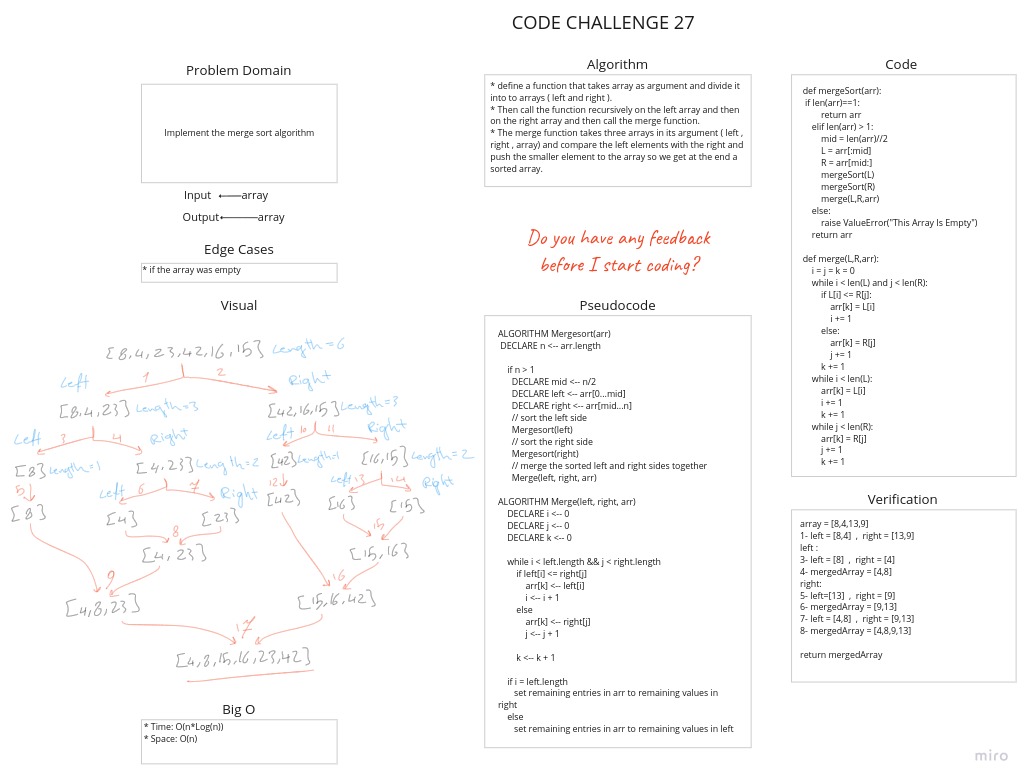 CODE CHALLENGE 27
Problem Domain
Implement the merge sort algorithm
Input ⟵ array
Output ⟵ array
Edge Cases
* if the array was empty
Visual
[8,4,23,42,16,15] Length=6
Left 1 2 Right
[8,4,23] Length=3 [42,16,15] Length=3
Left 3 4 Right Left 10 11 Right
[8] Length=1 [4,23] Length=2 [42] Length=1 [16,15] Length=2
5 Left 6 7 Right 12 Left 13 14 Right
[8] [4] [23] [42] [16] [15]
8 15
[4,23] [15,16]
9 16
[4,8,23] [15,16,42]
17
[4,8,15,16,23,42]
Big O
* Time: O(n*Log(n))
* Space: O(n)
Algorithm
* define a function that takes array as argument and divide it
into to arrays ( left and right ).
* Then call the function recursively on the left array and then
on the right array and then call the merge function.
* The merge function takes three arrays in its argument ( left ,
right , array) and compare the left elements with the right and
push the smaller element to the array so we get at the end a
sorted array.
Do you have any feedback
before I start coding?
Pseudocode
ALGORITHM Mergesort(arr)
DECLARE n <-- arr.length
if n > 1
DECLARE mid <-- n/2
DECLARE left <-- arr[0...mid]
DECLARE right <-- arr[mid...n]
// sort the left side
Mergesort(left)
// sort the right side
Mergesort(right)
// merge the sorted left and right sides together
Merge(left, right, arr)
ALGORITHM Merge(left, right, arr)
DECLARE i <-- 0
DECLARE j <-- 0
DECLARE k <-- 0
while i < left.length && j < right.length
if left[i] <= right[j]
arr[k] <-- left[i]
i <-- i + 1
else
arr[k] <-- right[j]
j <-- j + 1
k <-- k + 1
if i = left.length
set remaining entries in arr to remaining values in
right
else
set remaining entries in arr to remaining values in left
Code
def mergeSort(arr):
if len(arr)==1:
return arr
elif len(arr) > 1:
mid = len(arr)//2
L = arr[:mid]
R = arr[mid:]
mergeSort(L)
mergeSort(R)
merge(L,R,arr)
else:
raise ValueError("This Array Is Empty")
return arr
def merge(L,R,arr):
i = j = k = 0
while i < len(L) and j < len(R):
if L[i] <= R[j]:
arr[k] = L[i]
i += 1
else:
arr[k] = R[j]
j += 1
k += 1
while i < len(L):
arr[k] = L[i]
i += 1
k += 1
while j < len(R):
arr[k] = R[j]
j += 1
k += 1
Verification
array = [8,4,13,9]
1- left = [8,4] , right = [13,9]
left :
3- left = [8] , right = [4]
4- mergedArray = [4,8]
right:
5- left=[13] , right = [9]
6- mergedArray = [9,13]
7- left = [4,8] , right = [9,13]
8- mergedArray = [4,8,9,13]
return mergedArray
miro